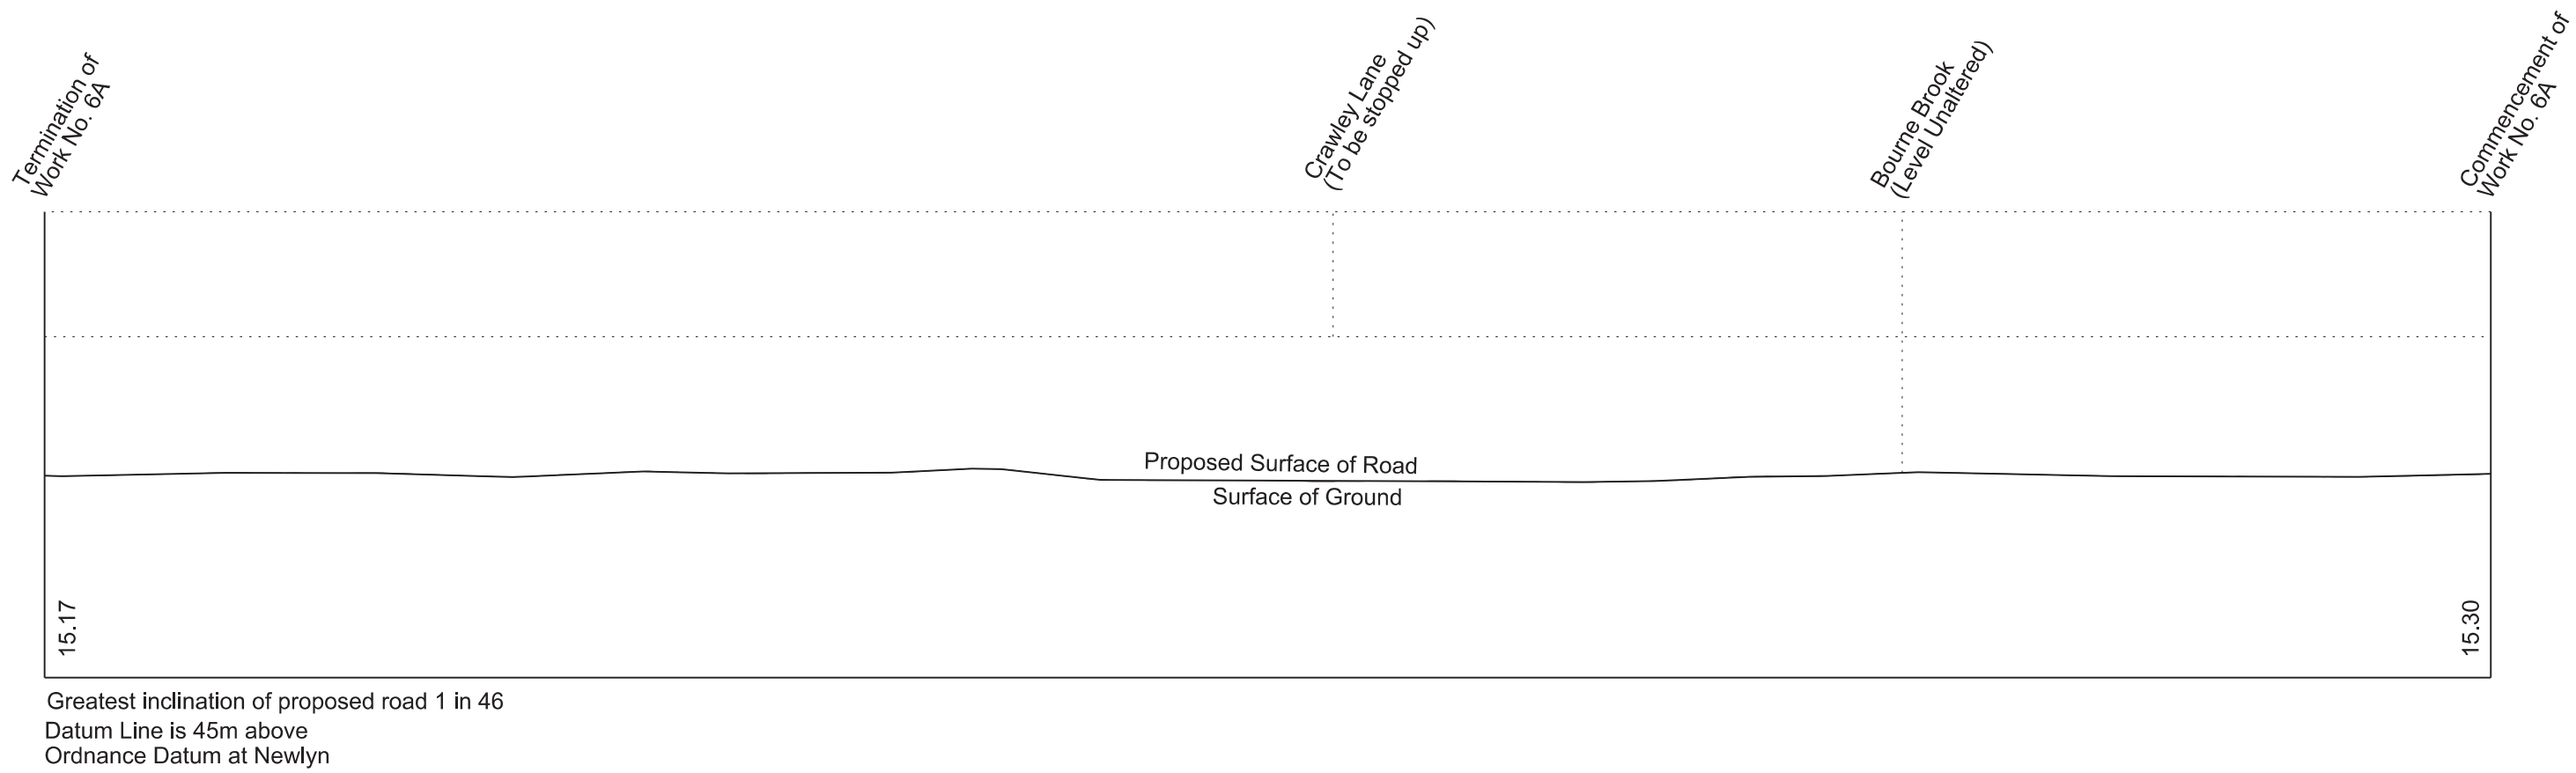 Termination of
Work No. 6A
Crawley Lane
(To be stopped up)
Bourne Brook
(Level Unaltered)
Commencement of
Work No. 6A
Proposed Surface of Road
Surface of Ground
15.17
15.30
Greatest inclination of proposed road 1 in 46
Datum Line is 45m above
Ordnance Datum at Newlyn